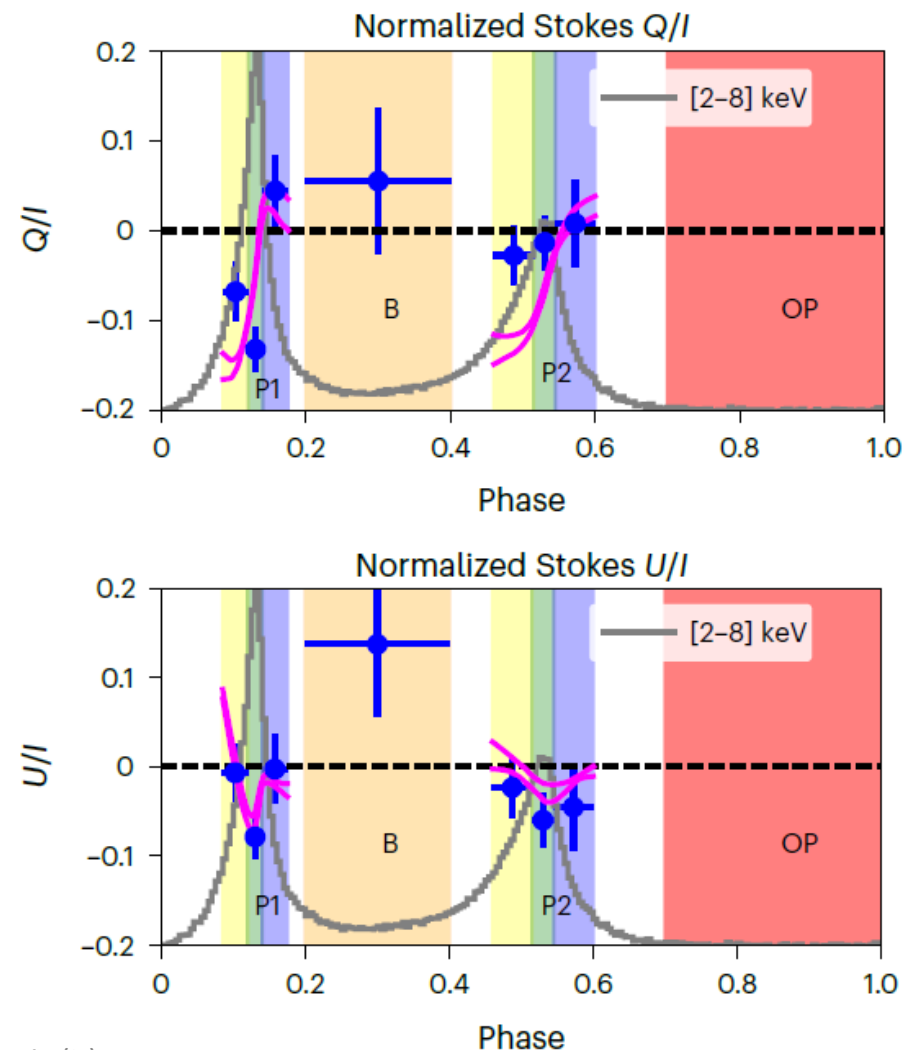 Normalized Stokes Q/I
0.2
0.1
0
−0.1
−0.2
Q/I
[2–8] keV
B
OP
P1
P2
0 0.2 0.4 0.6 0.8 1.0
Phase
Normalized Stokes U/I
0.2
0.1
0
−0.1
−0.2
U/I
[2–8] keV
B
OP
P1
P2
0 0.2 0.4 0.6 0.8 1.0
Phase